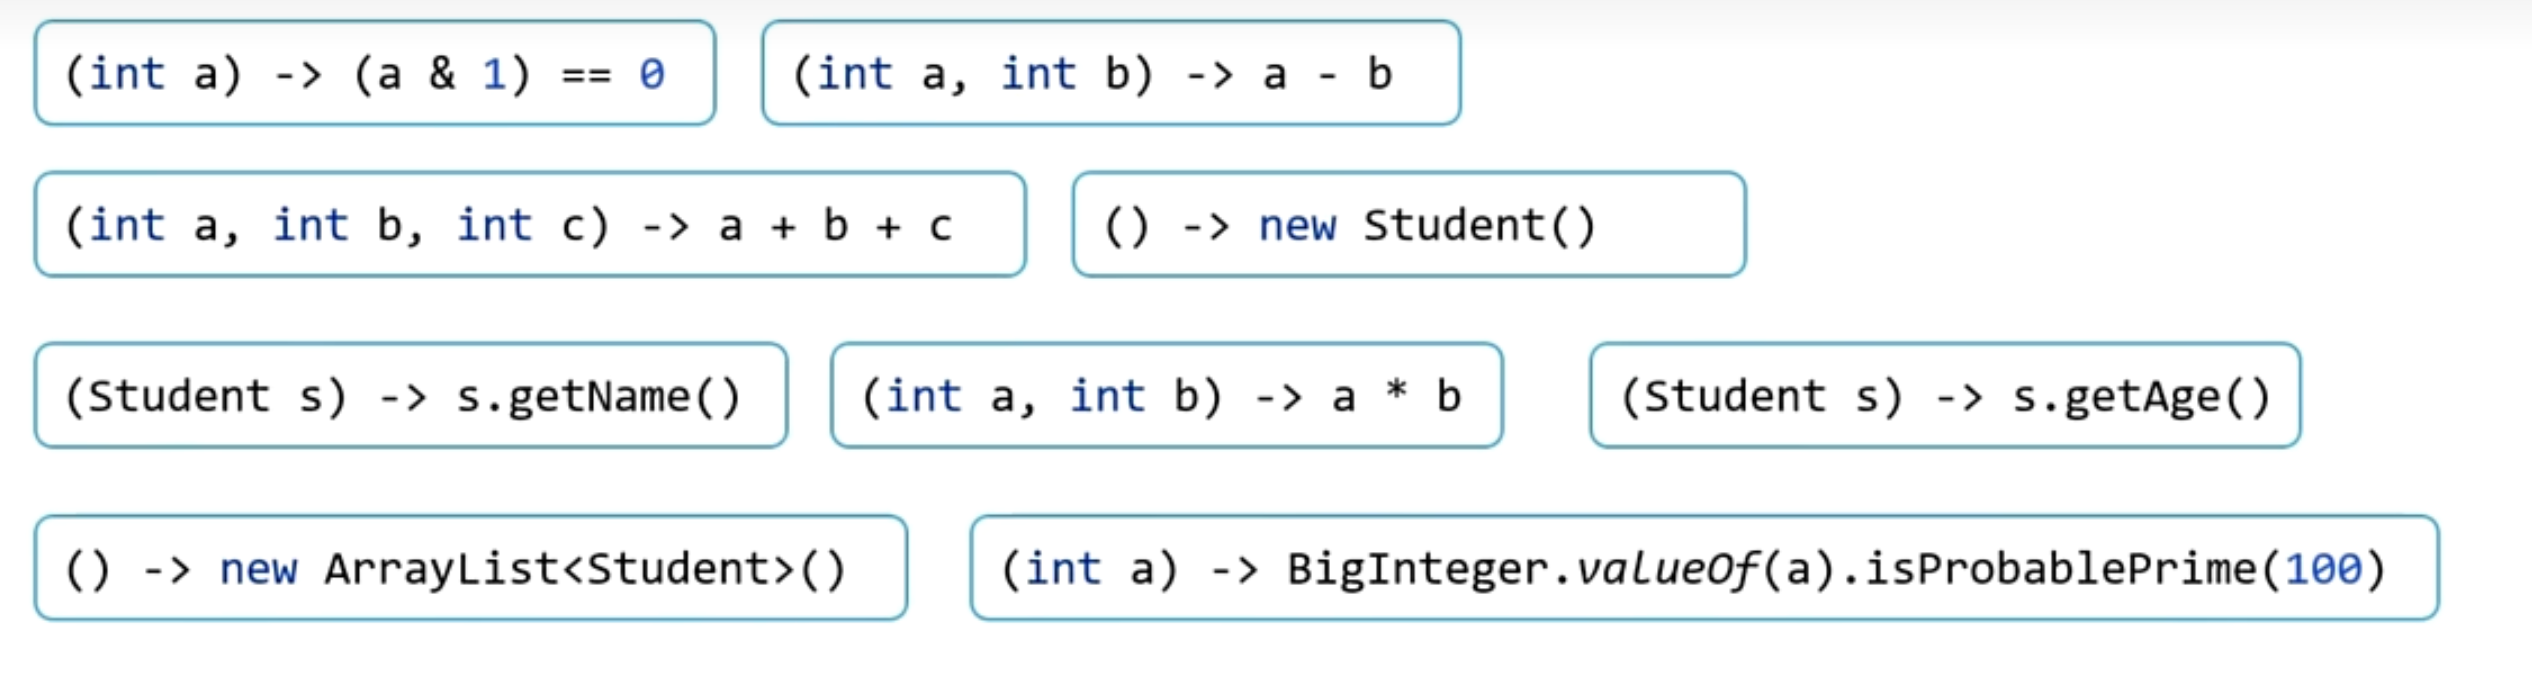 (int a) -> (a & 1) == 0
(int a, int b) -> a - b
(int a, int b, int c) -> a + b + c
() -> new Student()
(Student s) -> s.getName()
(int a, int b) -> a * b
(Student s) -> s.getAge()
() -> new ArrayList<Student>()
(int a) -> BigInteger.valueOf(a).isProbablePrime(100)